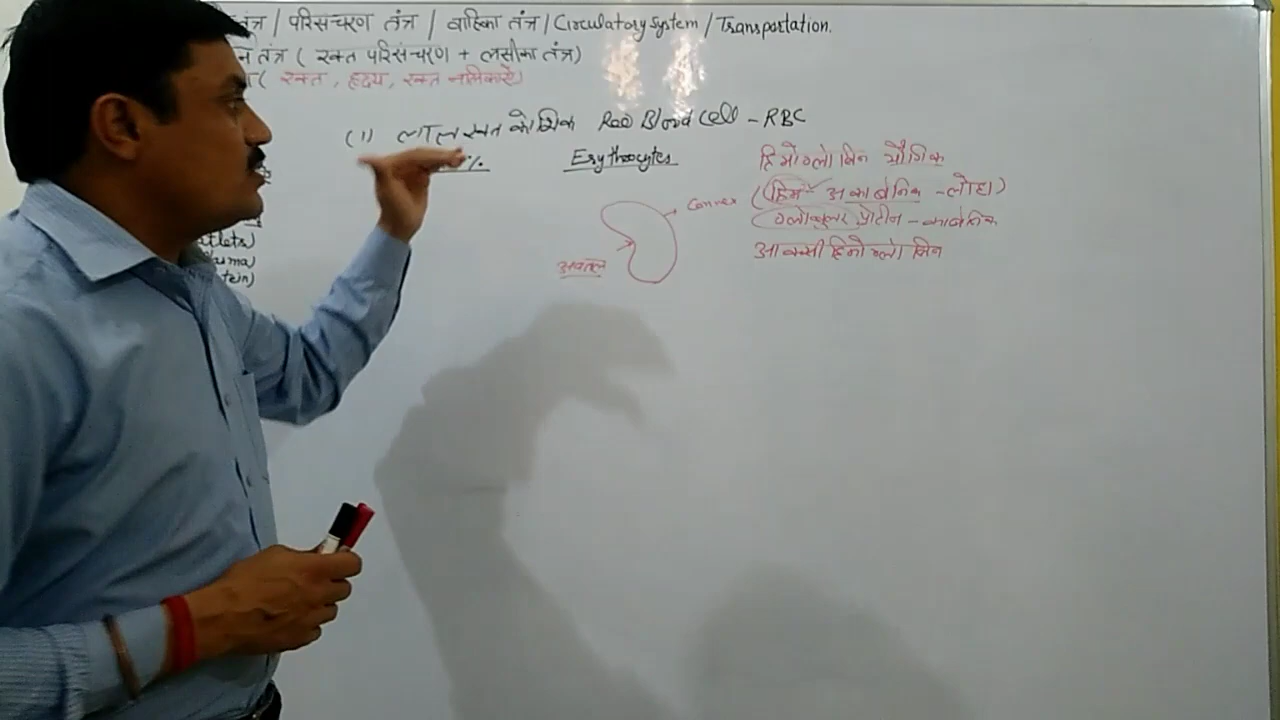 तंत्र / परिसंचरण तंत्र / वाहिका तंत्र / Circulatory System / Transportation.
तंत्र ( रक्त परिसंचरण + लसीका तंत्र)
( रक्त, हृदय, रक्त नलिकाएं)
(1) लाल रक्त कोशिका Red Blood Cell - RBC
% Erythrocytes
हिमोग्लोबिन यौगिक
Convex
(हिम - अकार्बनिक - लोहा)
ग्लोब्यूलर प्रोटीन - कार्बनिक
आक्सी हिमोग्लोबिन
अवतल